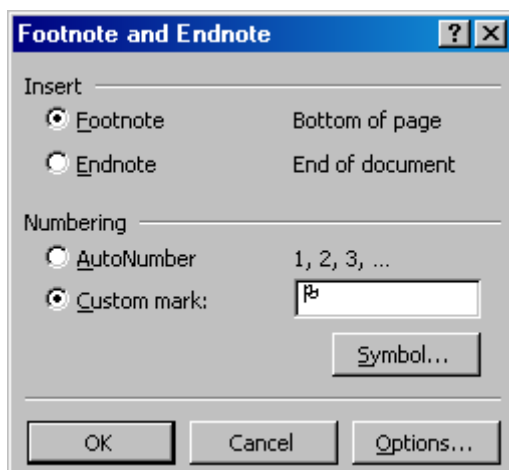 Footnote and Endnote
Insert
Footnote Bottom of page
Endnote End of document
Numbering
AutoNumber 1, 2, 3, ...
Custom mark:
Symbol...
OK Cancel Options...